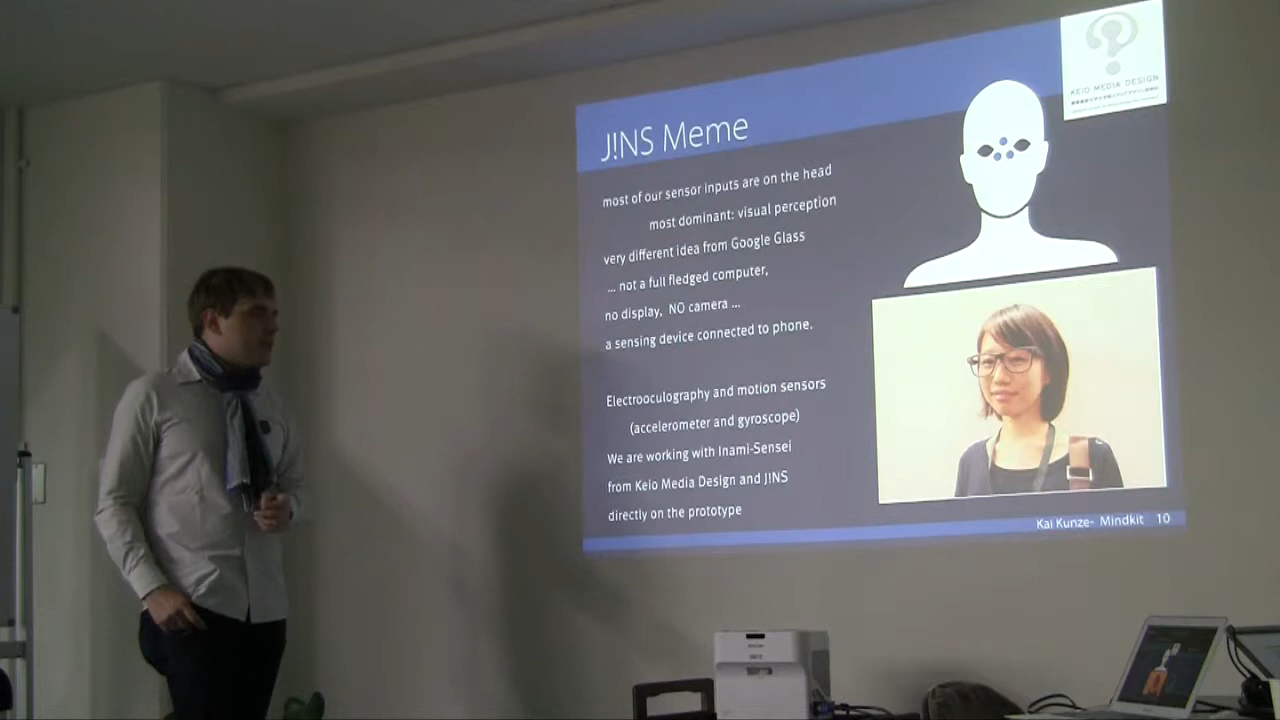 KEIO MEDIA DESIGN
J!NS Meme
most of our sensor inputs are on the head
most dominant: visual perception
very different idea from Google Glass
... not a full fledged computer,
no display, NO camera ...
a sensing device connected to phone.
Electrooculography and motion sensors
(accelerometer and gyroscope)
We are working with Inami-Sensei
from Keio Media Design and JINS
directly on the prototype
Kai Kunze- Mindkit 10